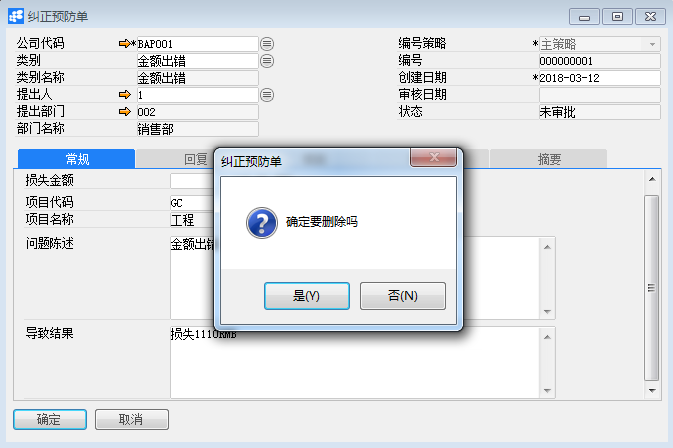 纠正预防单
公司代码 *BAP001 编号策略 *主策略
类别 金额出错 编号 000000001
类别名称 金额出错 创建日期 *2018-03-12
提出人 1 审核日期
提出部门 002 状态 未审批
部门名称 销售部
常规 回复 摘要
纠正预防单
损失金额
项目代码 GC
项目名称 工程
确定要删除吗
问题陈述 金额出错
是(Y) 否(N)
导致结果 损失1110RMB
确定 取消